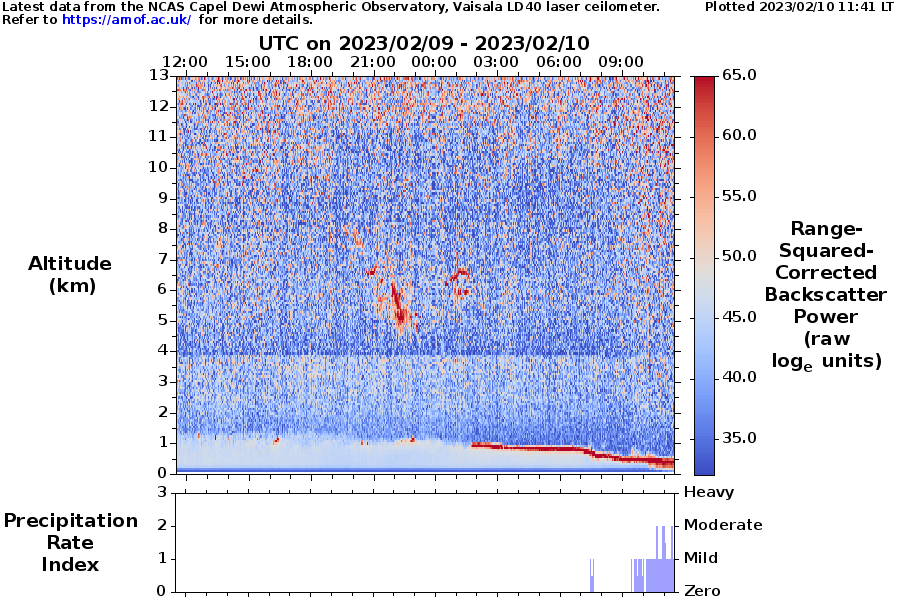 Latest data from the NCAS Capel Dewi Atmospheric Observatory, Vaisala LD40 laser ceilometer.
Plotted 2023/02/10 11:41 LT
Refer to https://amof.ac.uk/ for more details.
UTC on 2023/02/09 - 2023/02/10
12:00 15:00 18:00 21:00 00:00 03:00 06:00 09:00
13
12
11
10
9
8
7
6
5
4
3
2
1
0
Altitude
(km)
65.0
60.0
55.0
50.0
45.0
40.0
35.0
Range-
Squared-
Corrected
Backscatter
Power
(raw
loge units)
3
2
1
0
Precipitation
Rate
Index
Heavy
Moderate
Mild
Zero